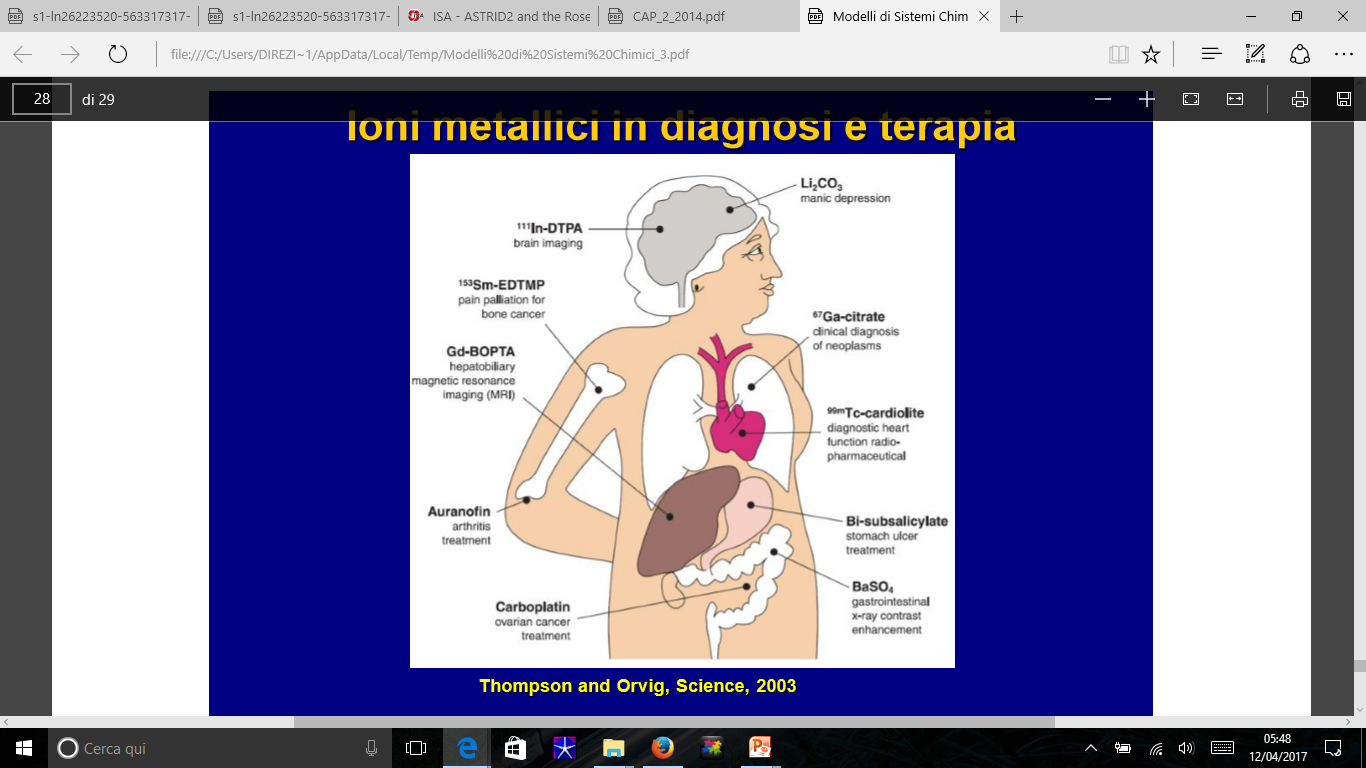 s1-ln26223520-563317317-
s1-ln26223520-563317317-
ISA - ASTRID2 and the Rose
CAP_2_2014.pdf
Modelli di Sistemi Chim
file:///C:/Users/DIREZI~1/AppData/Local/Temp/Modelli%20di%20Sistemi%20Chimici_3.pdf
28 di 29
Ioni metallici in diagnosi e terapia
Li₂CO₃
manic depression
¹¹¹In-DTPA
brain imaging
¹⁵³Sm-EDTMP
pain palliation for
bone cancer
⁶⁷Ga-citrate
clinical diagnosis
of neoplasms
Gd-BOPTA
hepatobiliary
magnetic resonance
imaging (MRI)
⁹⁹ᵐTc-cardiolite
diagnostic heart
function radio-
pharmaceutical
Auranofin
arthritis
treatment
Bi-subsalicylate
stomach ulcer
treatment
BaSO₄
gastrointestinal
x-ray contrast
enhancement
Carboplatin
ovarian cancer
treatment
Thompson and Orvig, Science, 2003
Cerca qui
05:48
12/04/2017